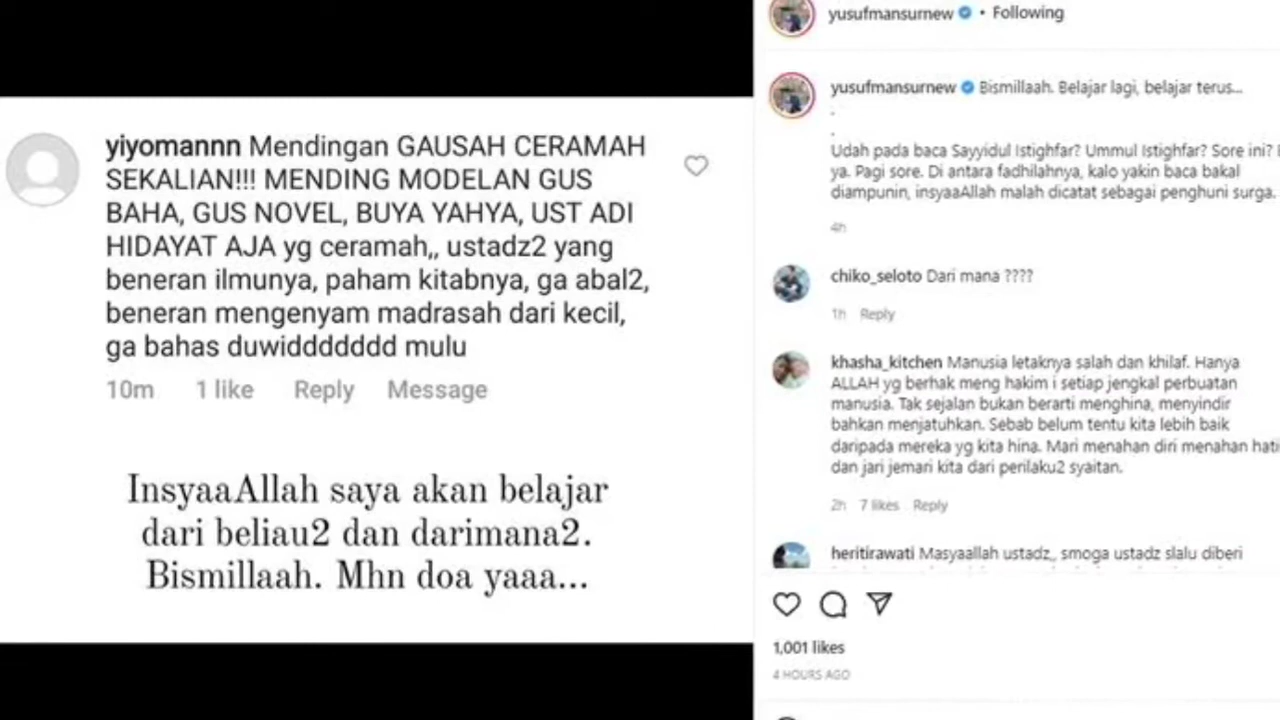 yiyomannn Mendingan GAUSAH CERAMAH
SEKALIAN!!! MENDING MODELAN GUS
BAHA, GUS NOVEL, BUYA YAHYA, UST ADI
HIDAYAT AJA yg ceramah,, ustadz2 yang
beneran ilmunya, paham kitabnya, ga abal2,
beneran mengenyam madrasah dari kecil,
ga bahas duwidddddddd mulu
10m 1 like Reply Message
InsyaaAllah saya akan belajar
dari beliau2 dan darimana2.
Bismillaah. Mhn doa yaaa...
yusufmansurnew • Following
yusufmansurnew Bismillaah. Belajar lagi, belajar terus...
.
.
Udah pada baca Sayyidul Istighfar? Ummul Istighfar? Sore ini?
ya. Pagi sore. Di antara fadhilahnya, kalo yakin baca bakal
diampunin, insyaaAllah malah dicatat sebagai penghuni surga.
4h
chiko_seloto Dari mana ????
1h Reply
khasha_kitchen Manusia letaknya salah dan khilaf. Hanya
ALLAH yg berhak meng hakim i setiap jengkal perbuatan
manusia. Tak sejalan bukan berarti menghina, menyindir
bahkan menjatuhkan. Sebab belum tentu kita lebih baik
daripada mereka yg kita hina. Mari menahan diri menahan hati
dan jari jemari kita dari perilaku2 syaitan.
2h 7 likes Reply
heritirawati Masyaallah ustadz,, smoga ustadz slalu diberi
1,001 likes
4 HOURS AGO